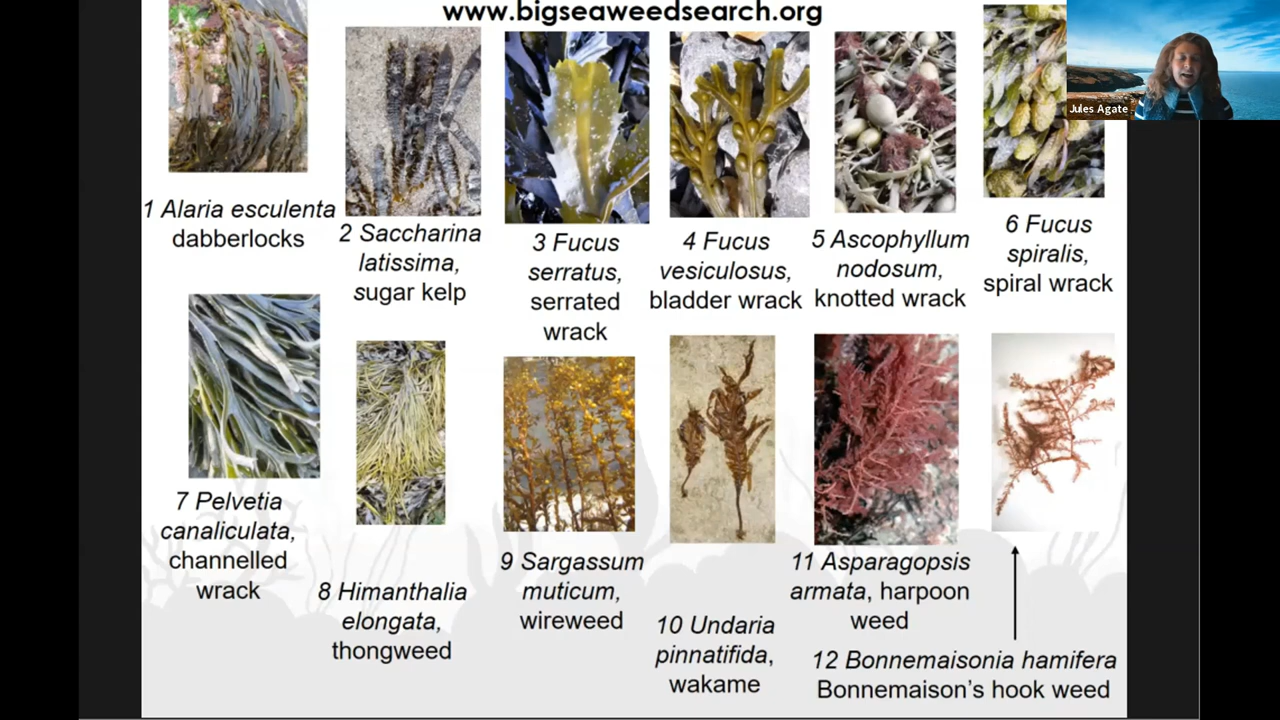 www.bigseaweedsearch.org
Jules Agate
1 Alaria esculenta
dabberlocks
2 Saccharina
latissima,
sugar kelp
3 Fucus
serratus,
serrated
wrack
4 Fucus
vesiculosus,
bladder wrack
5 Ascophyllum
nodosum,
knotted wrack
6 Fucus
spiralis,
spiral wrack
7 Pelvetia
canaliculata,
channelled
wrack
8 Himanthalia
elongata,
thongweed
9 Sargassum
muticum,
wireweed
10 Undaria
pinnatifida,
wakame
11 Asparagopsis
armata, harpoon
weed
12 Bonnemaisonia hamifera
Bonnemaison's hook weed